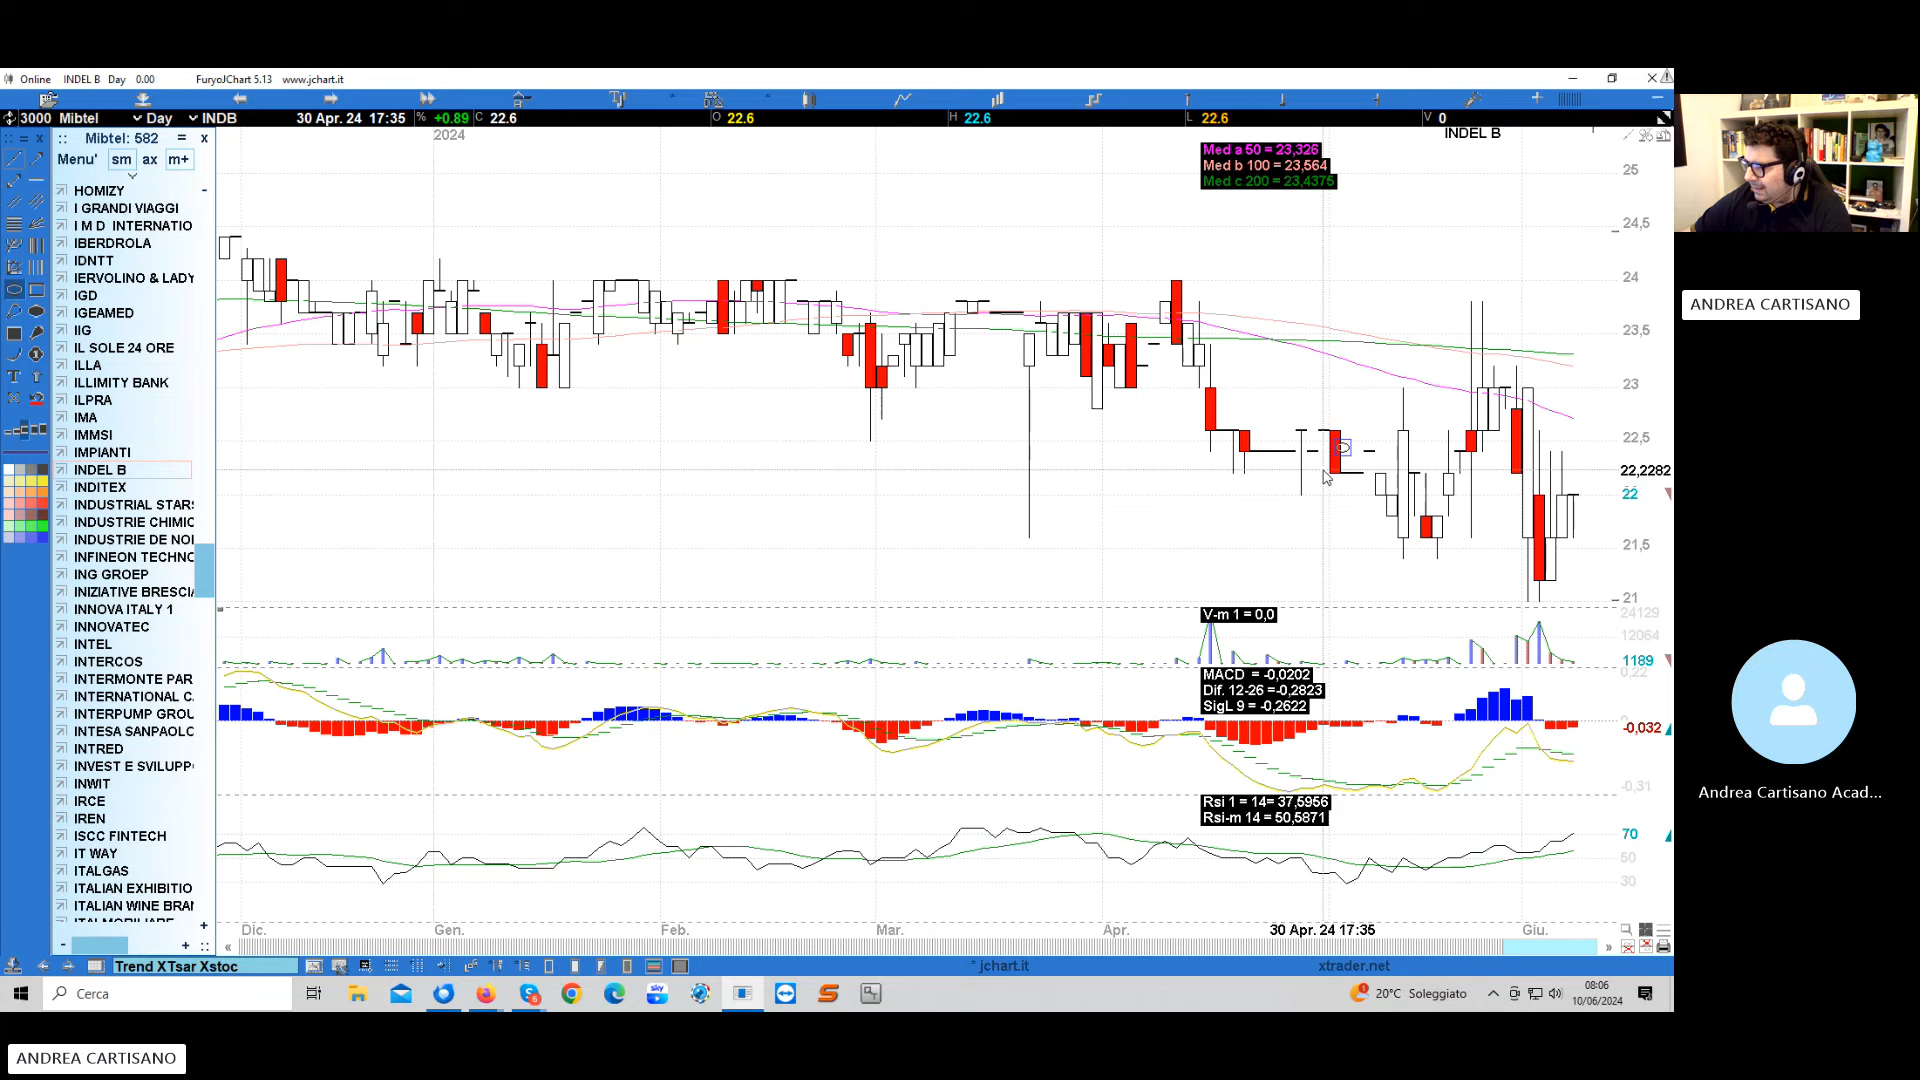 Online INDEL B Day 0.00 FuryoJChart 5.13 www.jchart.it
3000 Mibtel Day INDB 30 Apr. 24 17:35 % +0.89 C 22.6 O 22.6 H 22.6 L 22.6 V 0
Mibtel: 582 = x
Menu' sm ax m+
HOMIZY
I GRANDI VIAGGI
I M D INTERNATIO
IBERDROLA
IDNTT
IERVOLINO & LADY
IGD
IGEAMED
IIG
IL SOLE 24 ORE
ILLA
ILLIMITY BANK
ILPRA
IMA
IMMSI
IMPIANTI
INDEL B
INDITEX
INDUSTRIAL STARS
INDUSTRIE CHIMIC
INDUSTRIE DE NOI
INFINEON TECHNO
ING GROEP
INIZIATIVE BRESCIA
INNOVA ITALY 1
INNOVATEC
INTEL
INTERCOS
INTERMONTE PAR
INTERNATIONAL C
INTERPUMP GROU
INTESA SANPAOLO
INTRED
INVEST E SVILUPP
INWIT
IRCE
IREN
ISCC FINTECH
IT WAY
ITALGAS
ITALIAN EXHIBITIO
ITALIAN WINE BRAN
ITALMOBILIARE
2024
INDEL B
Med a 50 = 23,326
Med b 100 = 23,564
Med c 200 = 23,4375
25
24,5
24
23,5
23
22,5
22,2282
22
21,5
21
V-m 1 = 0,0
24129
12064
1189
MACD = -0,0202
Dif. 12-26 =-0,2823
SigL 9 = -0,2622
0,22
-0,032
-0,31
Rsi 1 = 14= 37,5956
Rsi-m 14 = 50,5871
70
50
30
Dic. Gen. Feb. Mar. Apr. 30 Apr. 24 17:35 Giu.
Trend XTsar Xstoc
* jchart.it
xtrader.net
Cerca
20°C Soleggiato
08:06
10/06/2024
ANDREA CARTISANO
Andrea Cartisano Acad...
ANDREA CARTISANO